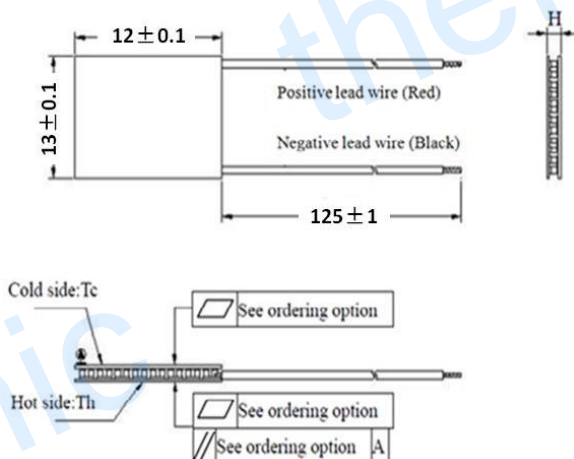 12±0.1
H
13±0.1
Positive lead wire (Red)
Negative lead wire (Black)
125±1
Cold side:Tc
See ordering option
A
Hot side:Th
See ordering option
See ordering option A